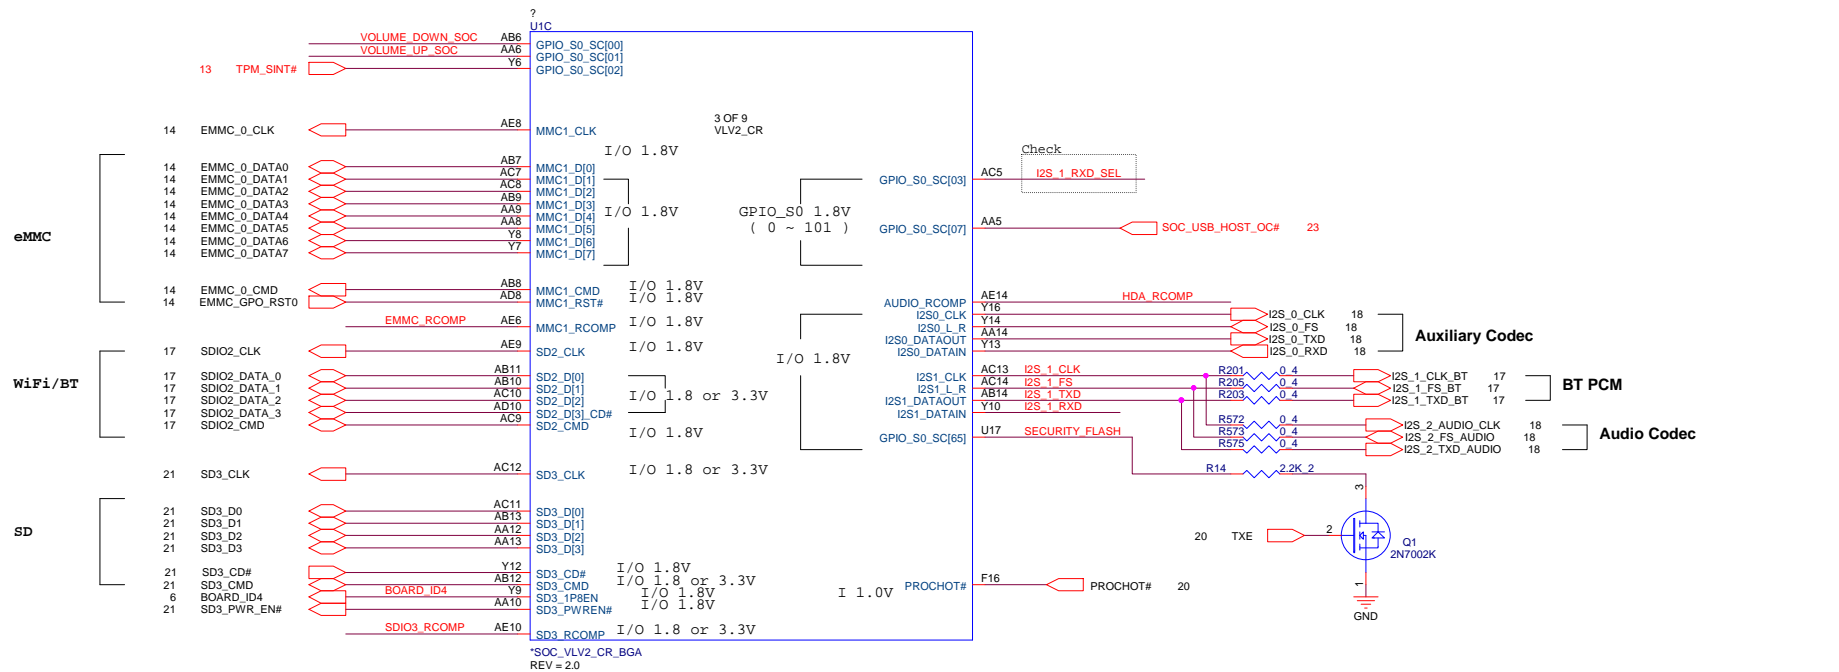 ?
U1C
VOLUME_DOWN_SOC AB6 GPIO_S0_SC[00]
VOLUME_UP_SOC AA6 GPIO_S0_SC[01]
13 TPM_SINT# Y6 GPIO_S0_SC[02]
3 OF 9
VLV2_CR
14 EMMC_0_CLK AE8 MMC1_CLK
I/O 1.8V
eMMC
14 EMMC_0_DATA0 AB7 MMC1_D[0]
14 EMMC_0_DATA1 AC7 MMC1_D[1]
14 EMMC_0_DATA2 AC8 MMC1_D[2]
14 EMMC_0_DATA3 AB9 MMC1_D[3]
14 EMMC_0_DATA4 AA9 MMC1_D[4]
14 EMMC_0_DATA5 AA8 MMC1_D[5]
14 EMMC_0_DATA6 Y8 MMC1_D[6]
14 EMMC_0_DATA7 Y7 MMC1_D[7]
I/O 1.8V
14 EMMC_0_CMD AB8 MMC1_CMD I/O 1.8V
14 EMMC_GPO_RST0 AD8 MMC1_RST# I/O 1.8V
EMMC_RCOMP AE6 MMC1_RCOMP I/O 1.8V
WiFi/BT
17 SDIO2_CLK AE9 SD2_CLK I/O 1.8V
17 SDIO2_DATA_0 AB11 SD2_D[0]
17 SDIO2_DATA_1 AB10 SD2_D[1]
17 SDIO2_DATA_2 AC10 SD2_D[2]
17 SDIO2_DATA_3 AD10 SD2_D[3]_CD#
I/O 1.8 or 3.3V
17 SDIO2_CMD AC9 SD2_CMD I/O 1.8V
21 SD3_CLK AC12 SD3_CLK I/O 1.8 or 3.3V
SD
21 SD3_D0 AC11 SD3_D[0]
21 SD3_D1 AB13 SD3_D[1]
21 SD3_D2 AA12 SD3_D[2]
21 SD3_D3 AA13 SD3_D[3]
21 SD3_CD# Y12 SD3_CD# I/O 1.8V
21 SD3_CMD AB12 SD3_CMD I/O 1.8 or 3.3V
6 BOARD_ID4 BOARD_ID4 Y9 SD3_1P8EN I/O 1.8V
21 SD3_PWR_EN# AA10 SD3_PWREN# I/O 1.8V
SDIO3_RCOMP AE10 SD3_RCOMP I/O 1.8 or 3.3V
*SOC_VLV2_CR_BGA
REV = 2.0
Check
GPIO_S0_SC[03] AC5 I2S_1_RXD_SEL
GPIO_S0 1.8V
( 0 ~ 101 )
GPIO_S0_SC[07] AA5 SOC_USB_HOST_OC# 23
AUDIO_RCOMP AE14 HDA_RCOMP
I2S0_CLK Y16 I2S_0_CLK 18
I2S0_L_R Y14 I2S_0_FS 18
I2S0_DATAOUT AA14 I2S_0_TXD 18
I2S0_DATAIN Y13 I2S_0_RXD 18
Auxiliary Codec
I/O 1.8V
I2S1_CLK AC13 I2S_1_CLK R201 0_4 I2S_1_CLK_BT 17
I2S1_L_R AC14 I2S_1_FS R205 0_4 I2S_1_FS_BT 17
I2S1_DATAOUT AB14 I2S_1_TXD R203 0_4 I2S_1_TXD_BT 17
BT PCM
I2S1_DATAIN Y10 I2S_1_RXD
R572 0_4 I2S_2_AUDIO_CLK 18
R573 0_4 I2S_2_FS_AUDIO 18
R575 0_4 I2S_2_TXD_AUDIO 18
Audio Codec
GPIO_S0_SC[65] U17 SECURITY_FLASH
R14 2.2K_2
3
20 TXE 2
Q1
2N7002K
1
GND
I 1.0V PROCHOT# F16 PROCHOT# 20